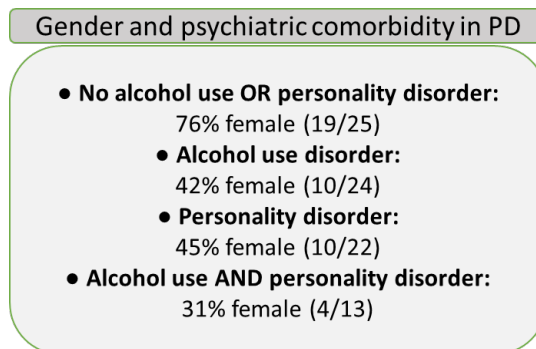 Gender and psychiatric comorbidity in PD
● No alcohol use OR personality disorder:
76% female (19/25)
● Alcohol use disorder:
42% female (10/24)
● Personality disorder:
45% female (10/22)
● Alcohol use AND personality disorder:
31% female (4/13)